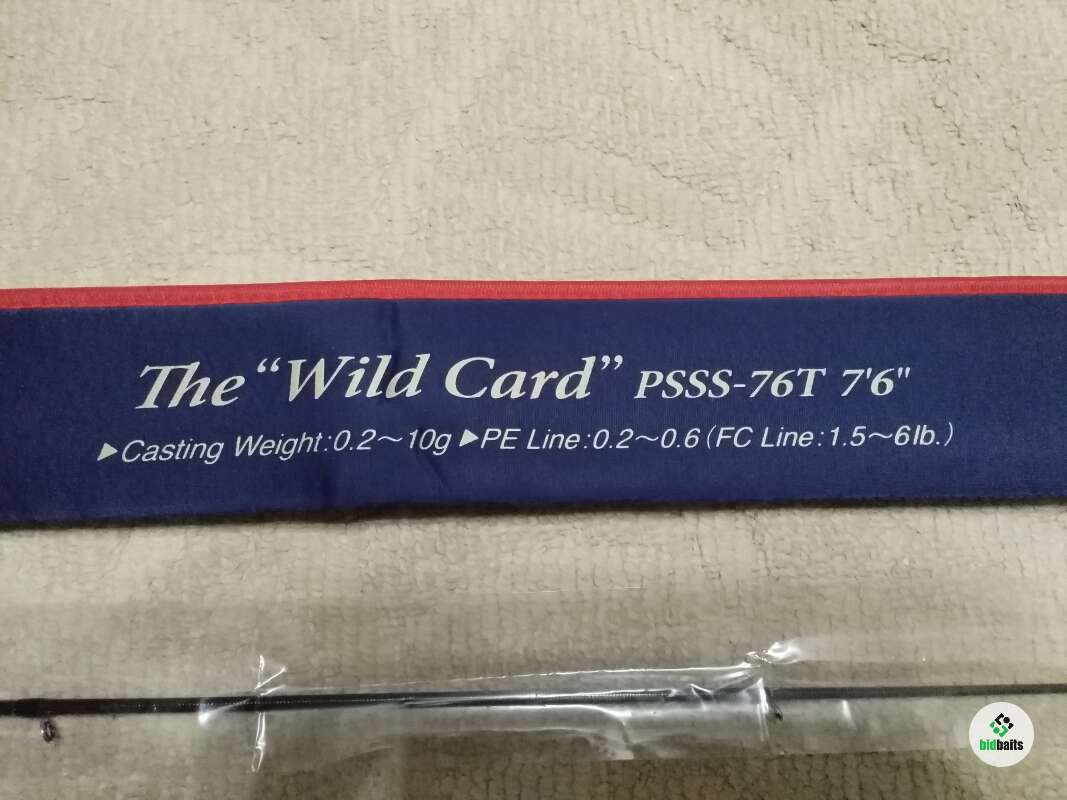 The “Wild Card” PSSS-76T 7'6"
▶Casting Weight:0.2〜10g ▶PE Line:0.2〜0.6 (FC Line:1.5〜6lb.)
bidbaits